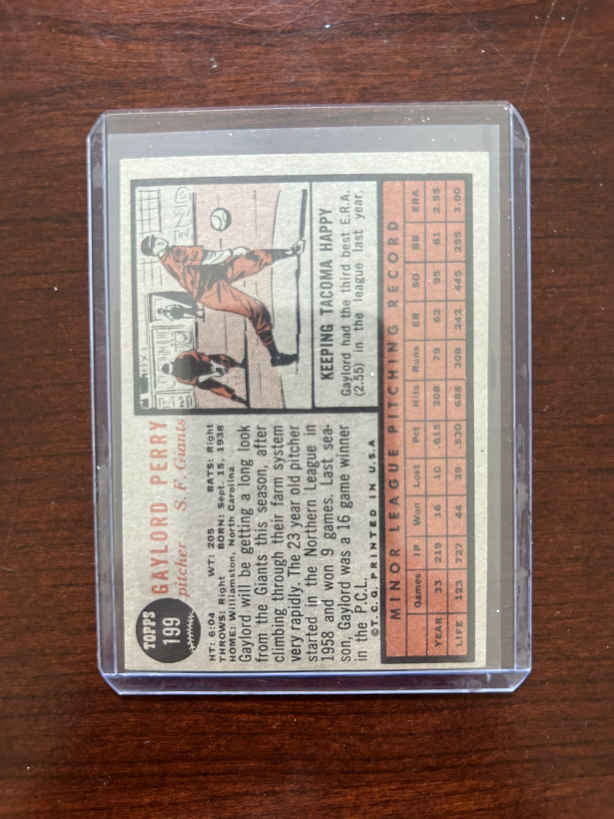 TOPPS
199
GAYLORD PERRY
pitcher S. F. Giants
HT: 6:04 WT: 205 BATS: Right
THROWS: Right BORN: Sept. 15, 1938
HOME: Williamston, North Carolina
Gaylord will be getting a long look
from the Giants this season, after
climbing through their farm system
very rapidly. The 23 year old pitcher
started in the Northern League in
1958 and won 9 games. Last sea-
son, Gaylord was a 16 game winner
in the P.C.L.
©T.C.G. PRINTED IN U.S.A
END
KEEPING TACOMA HAPPY
Gaylord had the third best E.R.A.
(2.55) in the league last year.
MINOR LEAGUE PITCHING RECORD
Games IP Won Lost Pct Hits Runs ER SO BB ERA
YEAR 33 219 16 10 .615 208 79 62 95 61 2.55
LIFE 123 727 44 39 .530 688 308 242 445 295 3.00